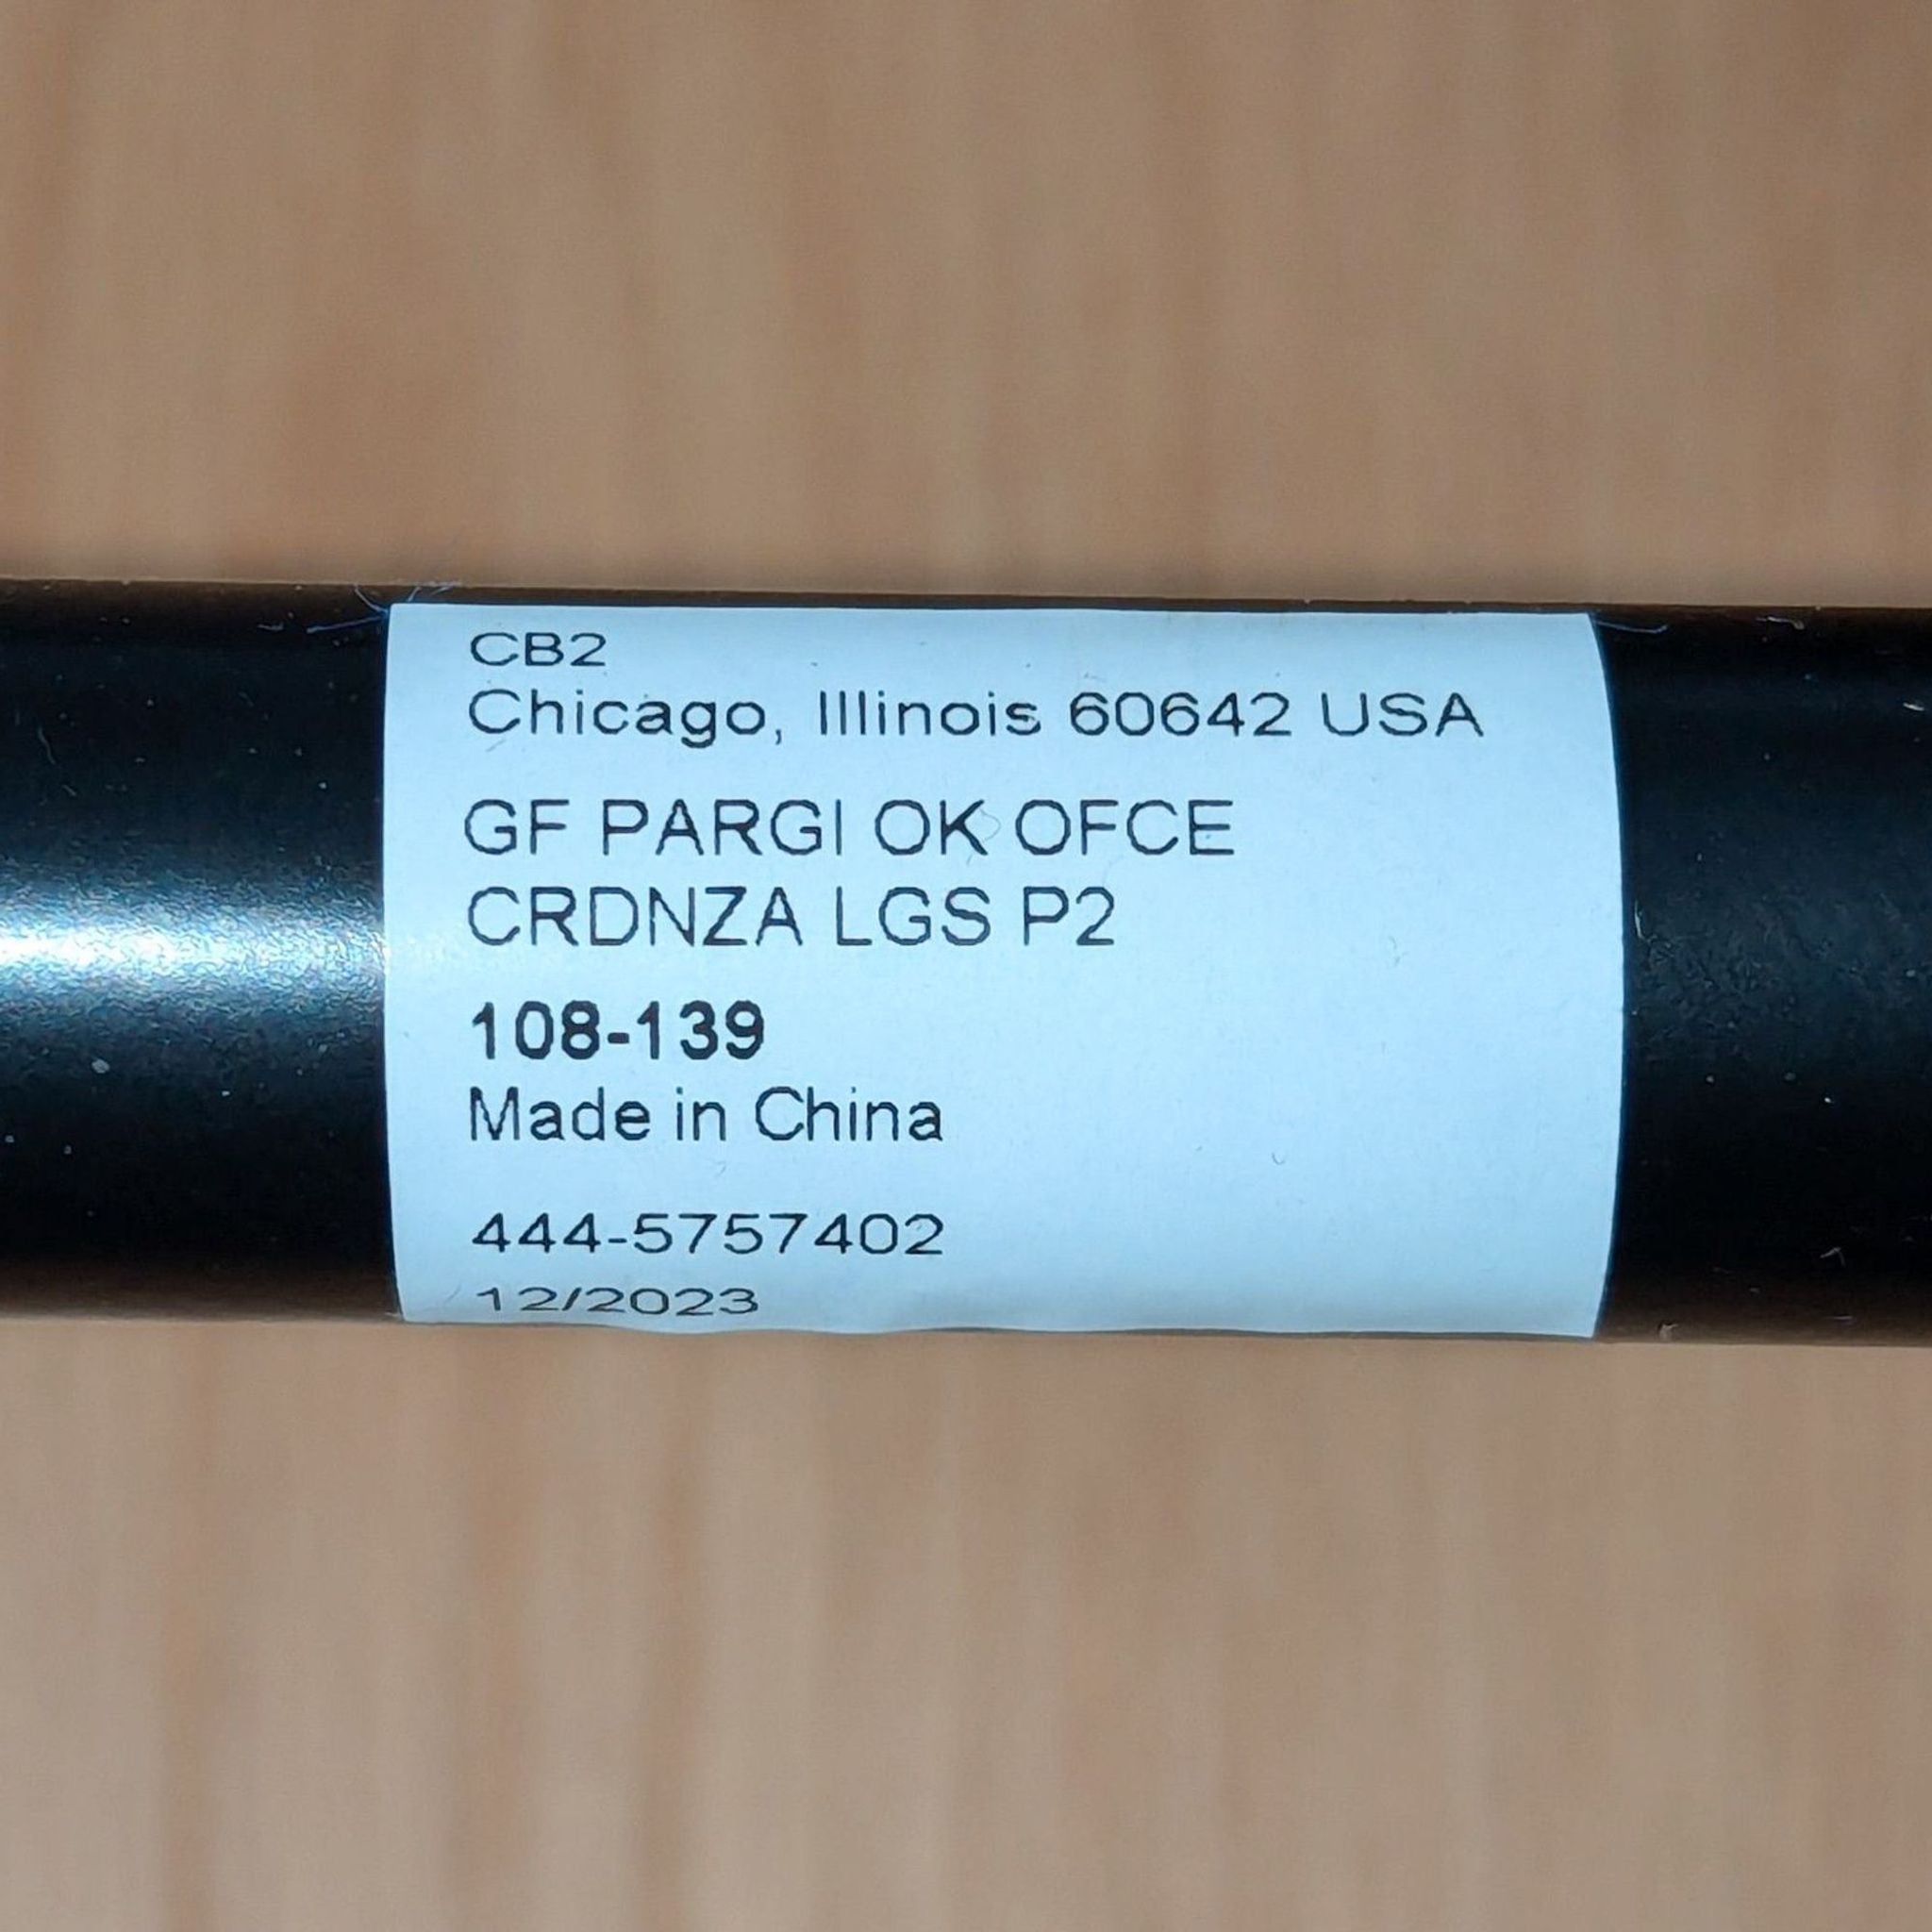 CB2
Chicago, Illinois 60642 USA
GF PARGI OK OFCE
CRDNZA LGS P2
108-139
Made in China
444-5757402
12/2023